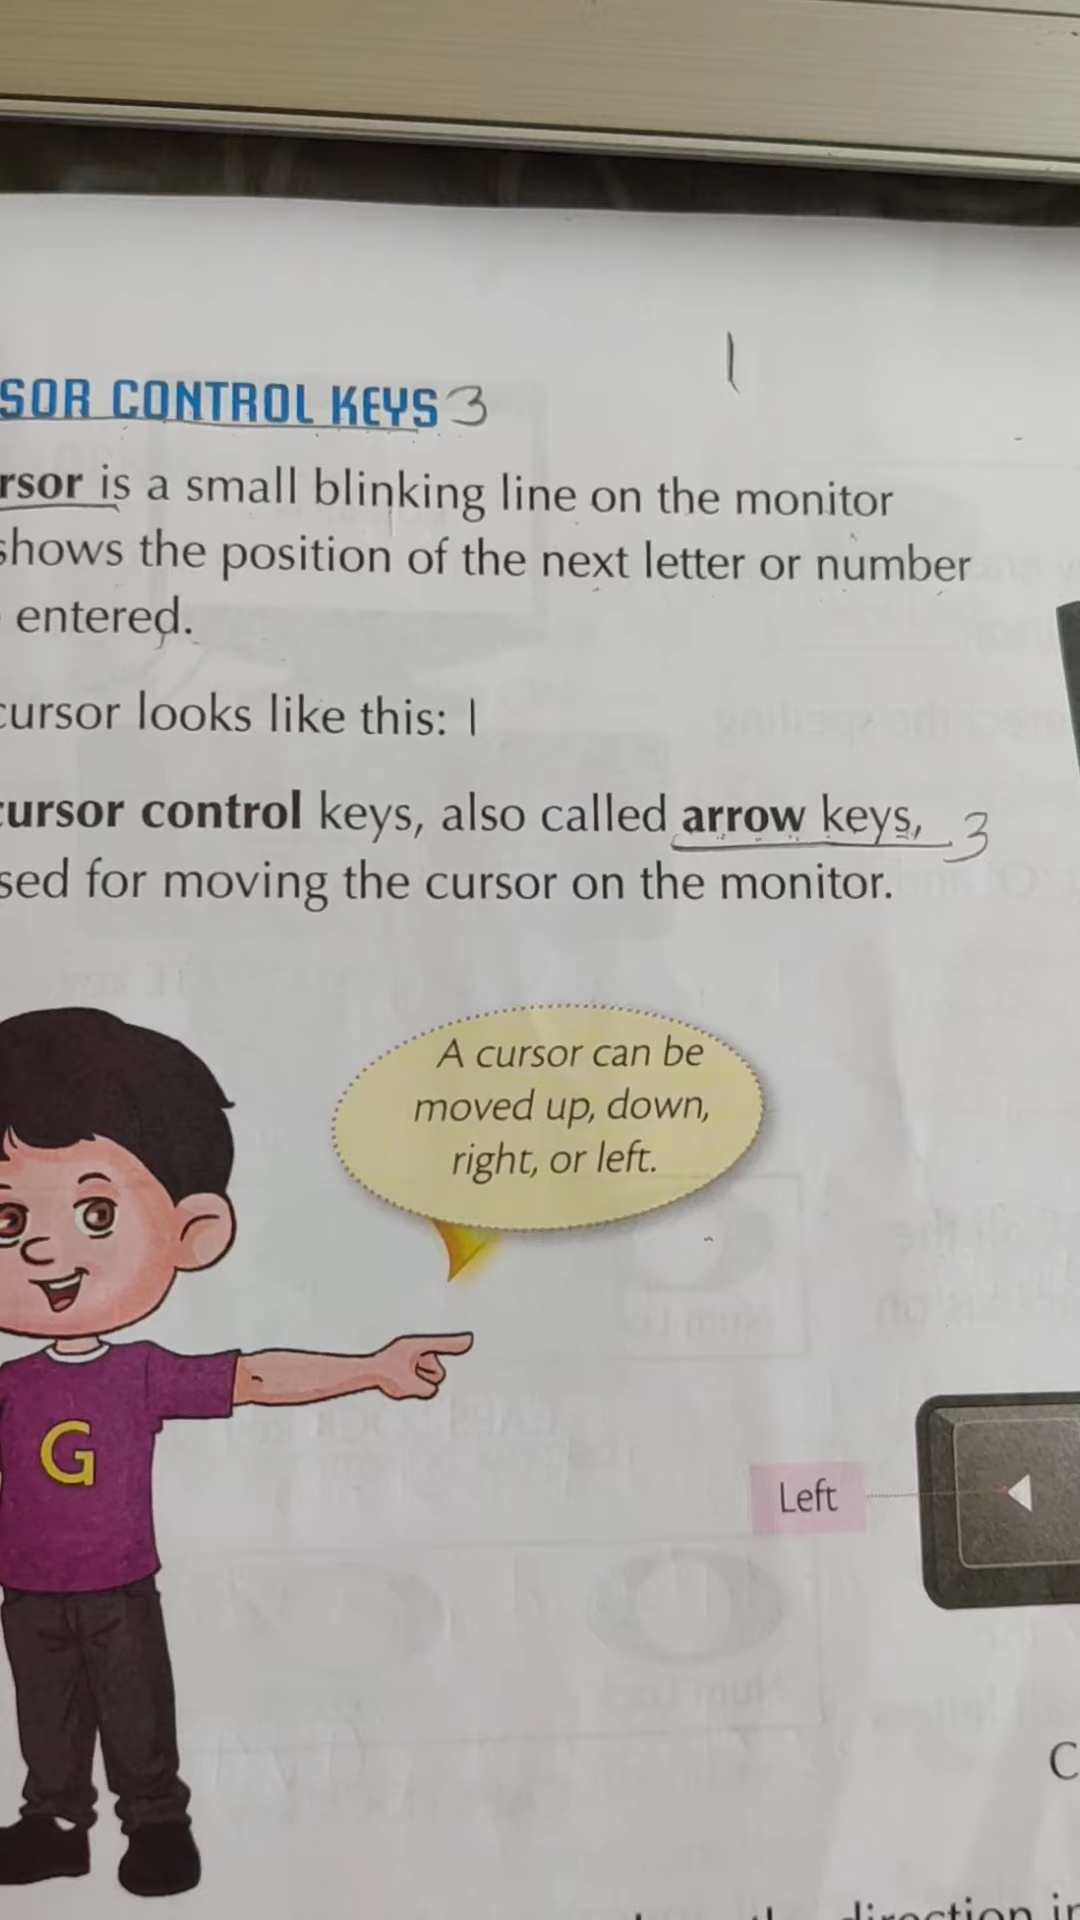 SOR CONTROL KEYS 3
rsor is a small blinking line on the monitor
shows the position of the next letter or number
entered.
cursor looks like this: |
cursor control keys, also called arrow keys, 3
sed for moving the cursor on the monitor.
A cursor can be
moved up, down,
right, or left.
G
Left
C